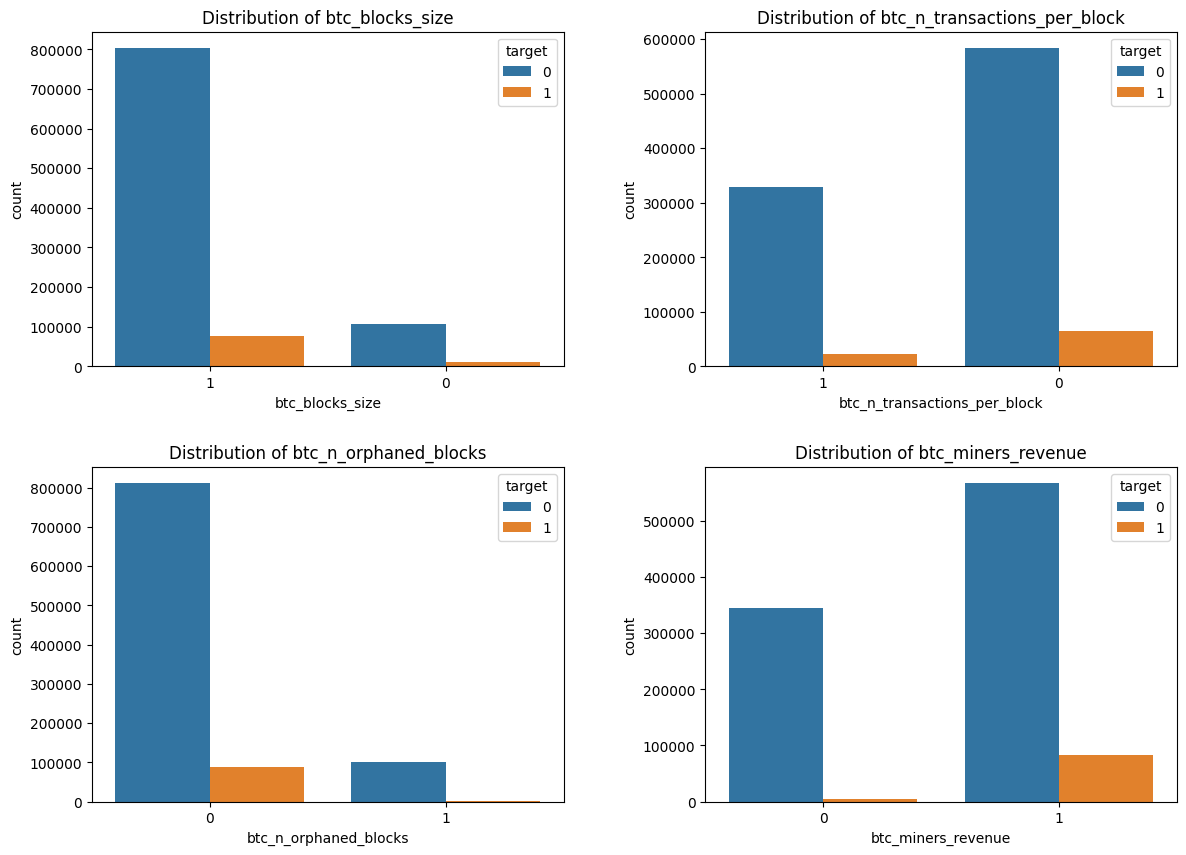 Distribution of btc_blocks_size
800000
700000
600000
500000
400000
300000
200000
100000
0
count
target
0
1
1 0
btc_blocks_size
Distribution of btc_n_transactions_per_block
600000
500000
400000
300000
200000
100000
0
count
target
0
1
1 0
btc_n_transactions_per_block
Distribution of btc_n_orphaned_blocks
800000
700000
600000
500000
400000
300000
200000
100000
0
count
target
0
1
0 1
btc_n_orphaned_blocks
Distribution of btc_miners_revenue
500000
400000
300000
200000
100000
0
count
target
0
1
0 1
btc_miners_revenue